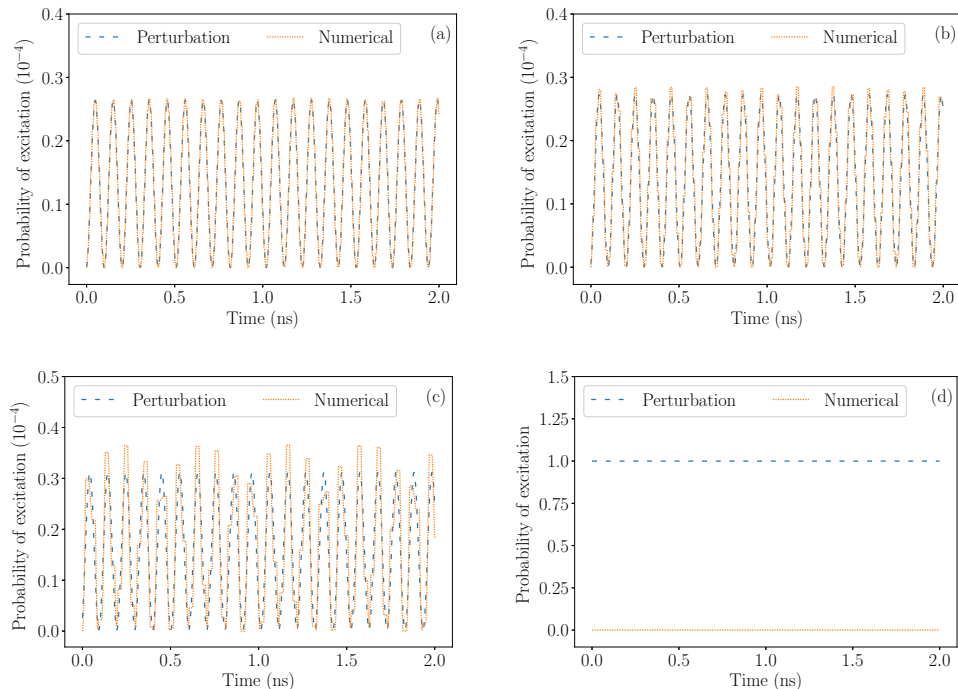 Probability of excitation (10⁻⁴)
0.4
0.3
0.2
0.1
0.0
Perturbation
Numerical
(a)
0.0
0.5
1.0
1.5
2.0
Time (ns)
Probability of excitation (10⁻⁴)
0.4
0.3
0.2
0.1
0.0
Perturbation
Numerical
(b)
0.0
0.5
1.0
1.5
2.0
Time (ns)
Probability of excitation (10⁻⁴)
0.5
0.4
0.3
0.2
0.1
0.0
Perturbation
Numerical
(c)
0.0
0.5
1.0
1.5
2.0
Time (ns)
Probability of excitation
1.5
1.25
1.0
0.75
0.5
0.25
0.0
Perturbation
Numerical
(d)
0.0
0.5
1.0
1.5
2.0
Time (ns)